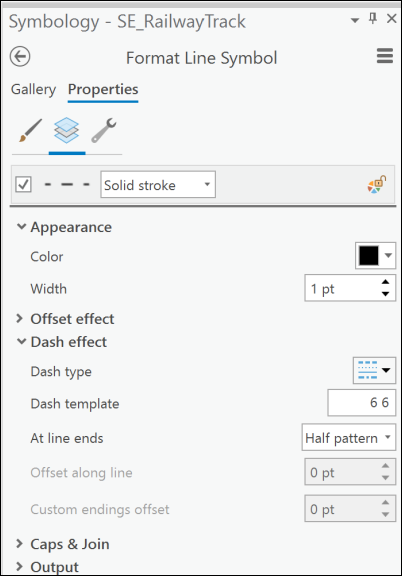 Symbology - SE_RailwayTrack
Format Line Symbol
Gallery Properties
Solid stroke
Appearance
Color
Width 1 pt
Offset effect
Dash effect
Dash type
Dash template 6 6
At line ends Half pattern
Offset along line 0 pt
Custom endings offset 0 pt
Caps & Join
Output